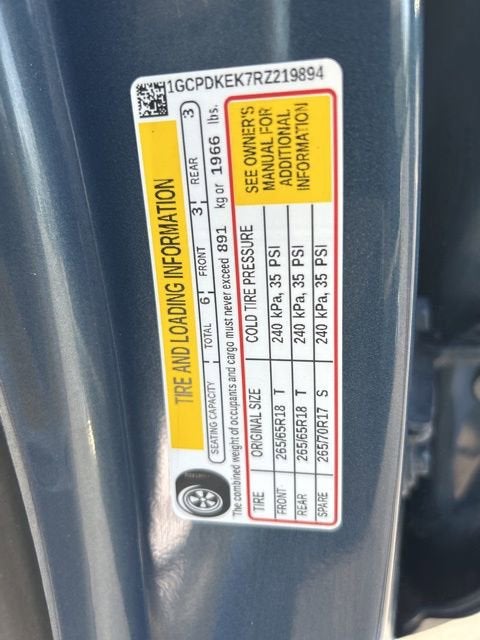 1GCPDKEK7RZ219894
TIRE AND LOADING INFORMATION
SEATING CAPACITY TOTAL 6 FRONT 3 REAR 3
The combined weight of occupants and cargo must never exceed 891 kg or 1966 lbs.
TIRE ORIGINAL SIZE COLD TIRE PRESSURE
FRONT 265/65R18 T 240 kPa, 35 PSI
REAR 265/65R18 T 240 kPa, 35 PSI
SPARE 265/70R17 S 240 kPa, 35 PSI
SEE OWNER'S
MANUAL FOR
ADDITIONAL
INFORMATION